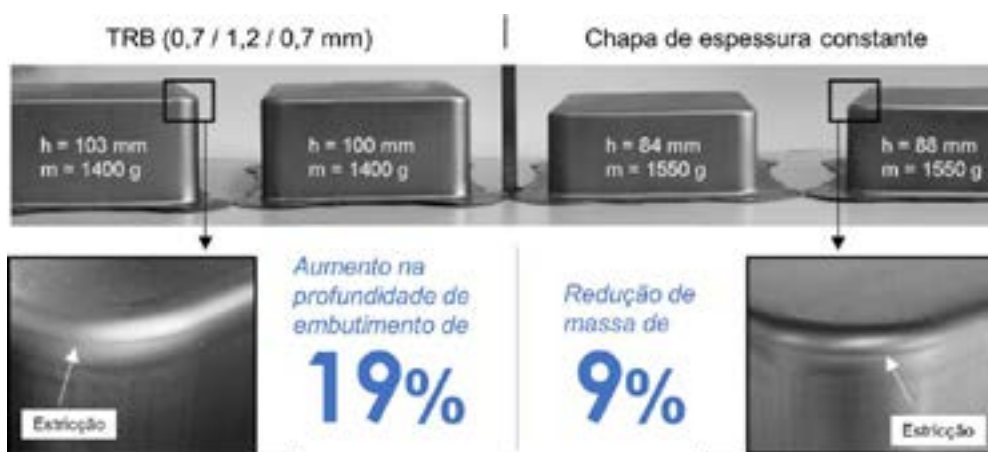 TRB (0,7 / 1,2 / 0,7 mm)
Chapa de espessura constante
h = 103 mm
m = 1400 g
h = 100 mm
m = 1400 g
h = 84 mm
m = 1550 g
h = 88 mm
m = 1550 g
Aumento na
profundidade de
embutimento de
19%
Redução de
massa de
9%
Estricção
Estricção